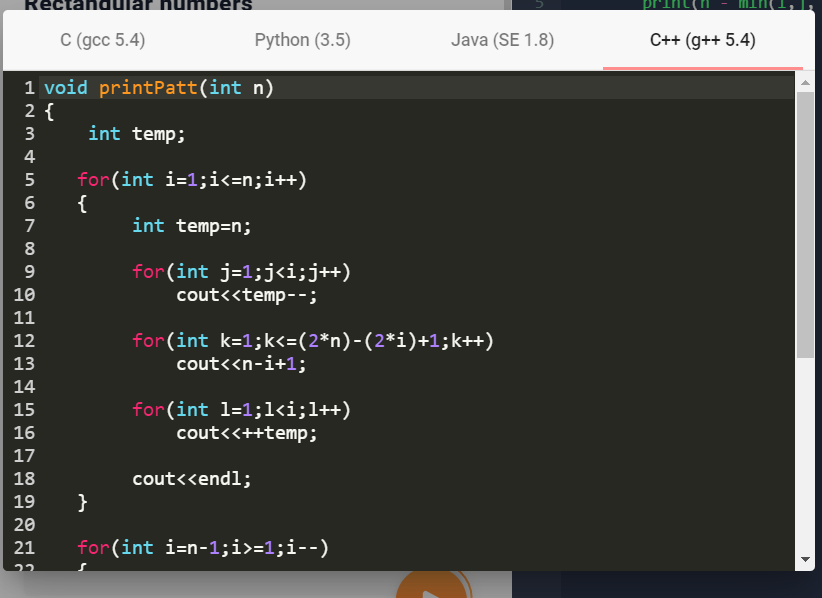 Rectangular numbers
5 print(n - min(i,j,
C (gcc 5.4) Python (3.5) Java (SE 1.8) C++ (g++ 5.4)
1 void printPatt(int n)
2 {
3 int temp;
4
5 for(int i=1;i<=n;i++)
6 {
7 int temp=n;
8
9 for(int j=1;j<i;j++)
10 cout<<temp--;
11
12 for(int k=1;k<=(2*n)-(2*i)+1;k++)
13 cout<<n-i+1;
14
15 for(int l=1;l<i;l++)
16 cout<<++temp;
17
18 cout<<endl;
19 }
20
21 for(int i=n-1;i>=1;i--)
22 {